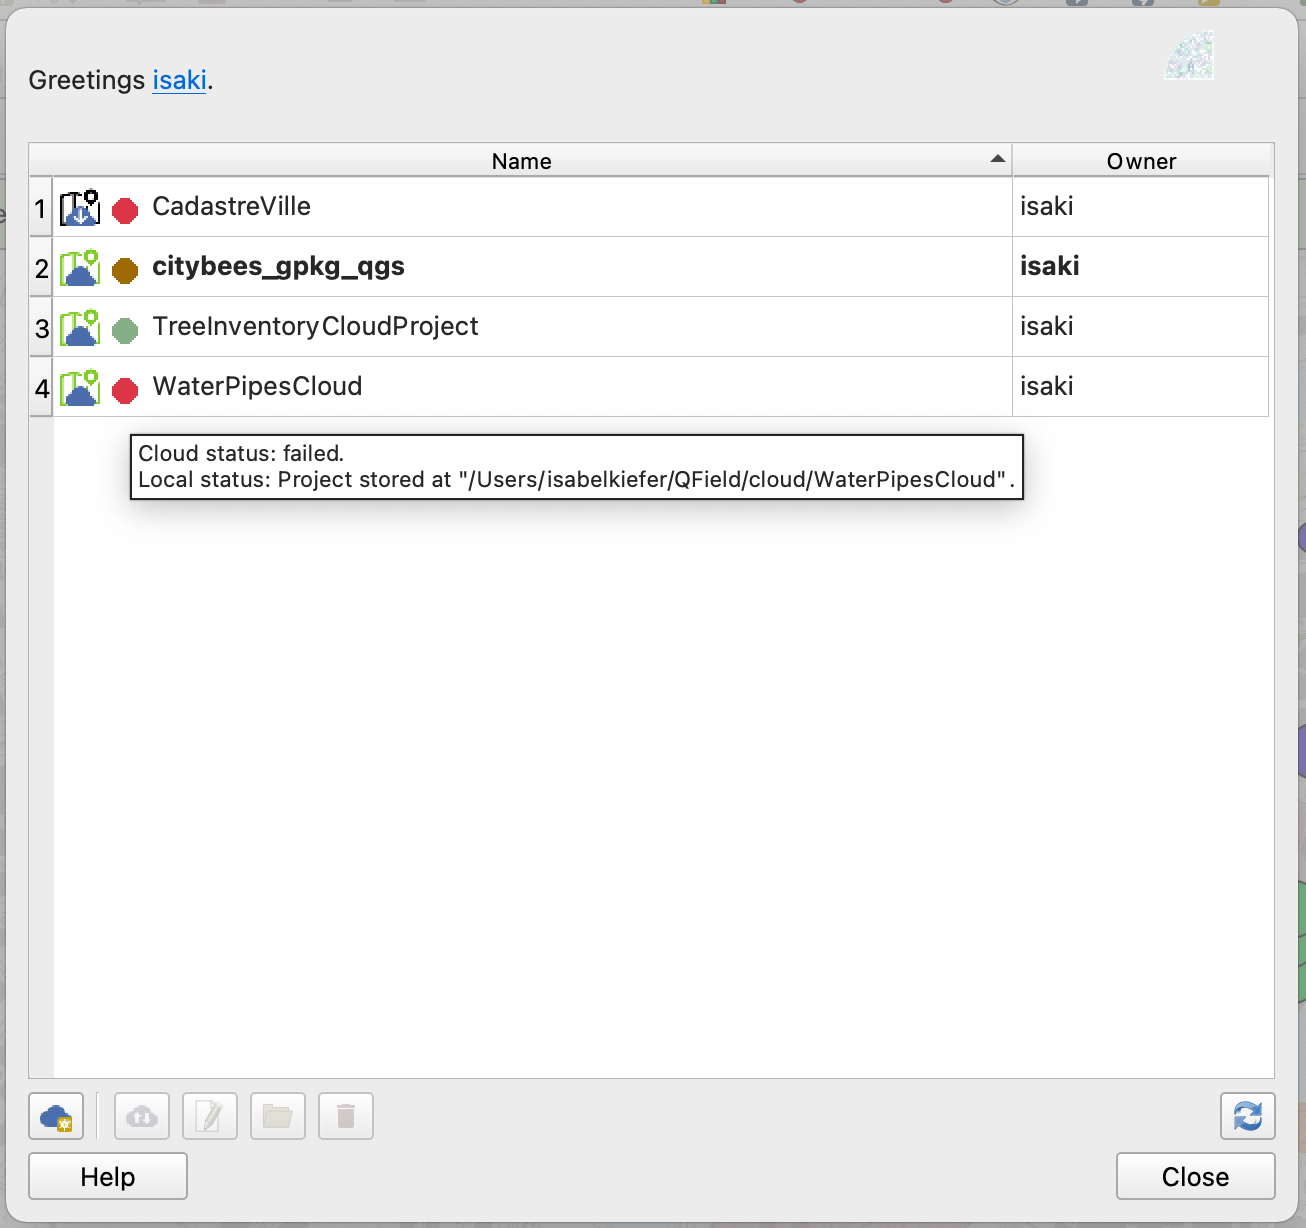 Greetings isaki.
Name Owner
1 CadastreVille isaki
2 citybees_gpkg_qgs isaki
3 TreeInventoryCloudProject isaki
4 WaterPipesCloud isaki
Cloud status: failed.
Local status: Project stored at "/Users/isabelkiefer/QField/cloud/WaterPipesCloud".
Help Close